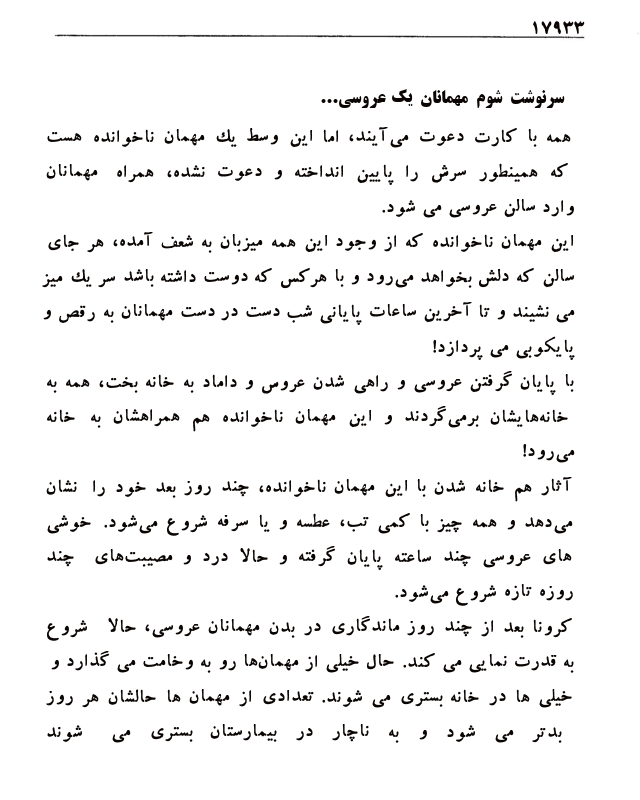 ۱۷۹۳۳
سرنوشت شوم مهمانان یک عروسی...
همه با کارت دعوت می‌آیند، اما این وسط یك مهمان ناخوانده هست
که همینطور سرش را پایین انداخته و دعوت نشده، همراه مهمانان
وارد سالن عروسی می شود.
این مهمان ناخوانده که از وجود این همه میزبان به شعف آمده، هر جای
سالن که دلش بخواهد می‌رود و با هرکس که دوست داشته باشد سر یك میز
می نشیند و تا آخرین ساعات پایانی شب دست در دست مهمانان به رقص و
پایکوبی می پردازد!
با پایان گرفتن عروسی و راهی شدن عروس و داماد به خانه بخت، همه به
خانه‌هایشان برمی‌گردند و این مهمان ناخوانده هم همراهشان به خانه
می‌رود!
آثار هم خانه شدن با این مهمان ناخوانده، چند روز بعد خود را نشان
می‌دهد و همه چیز با کمی تب، عطسه و یا سرفه شروع می‌شود. خوشی
های عروسی چند ساعته پایان گرفته و حالا درد و مصیبت‌های چند
روزه تازه شروع می‌شود.
کرونا بعد از چند روز ماندگاری در بدن مهمانان عروسی، حالا شروع
به قدرت نمایی می کند. حال خیلی از مهمان‌ها رو به وخامت می گذارد و
خیلی ها در خانه بستری می شوند. تعدادی از مهمان ها حالشان هر روز
بدتر می شود و به ناچار در بیمارستان بستری می شوند